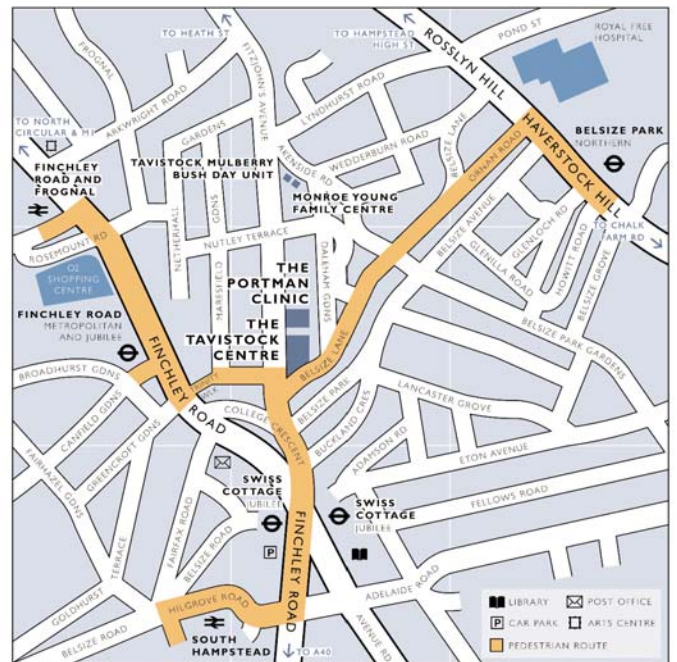 TO HEATH ST
TO HAMPSTEAD
HIGH ST
ROSSLYN HILL
POND ST
ROYAL FREE
HOSPITAL
FROGNAL
FITZJOHN'S AVENUE
ARKWRIGHT ROAD
LYNDHURST ROAD
TO NORTH
CIRCULAR & M1
GARDENS
AKENSIDE RD
WEDDERBURN ROAD
BELSIZE LANE
ORNAN ROAD
HAVERSTOCK HILL
BELSIZE PARK
NORTHERN
FINCHLEY
ROAD AND
FROGNAL
TAVISTOCK MULBERRY
BUSH DAY UNIT
MONROE YOUNG
FAMILY CENTRE
NETHERHALL
GDNS
NUTLEY TERRACE
MARESFIELD
DALEHAM GDNS
BELSIZE AVENUE
GLENLOCH RD
GLENILLA ROAD
HOWITT ROAD
BELSIZE GROVE
TO CHALK
FARM RD
ROSEMOUNT RD
O2
SHOPPING
CENTRE
THE
PORTMAN
CLINIC
THE
TAVISTOCK
CENTRE
FINCHLEY ROAD
METROPOLITAN
AND JUBILEE
BELSIZE PARK GARDENS
BELSIZE LANE
BROADHURST GDNS
FINCHLEY ROAD
TRINITY
WLK
CANFIELD GDNS
GREENCROFT GDNS
COLLEGE CRESCENT
BELSIZE PARK
BUCKLAND CRES
LANCASTER GROVE
ADAMSON RD
ETON AVENUE
FAIRHAZEL GDNS
SWISS
COTTAGE
JUBILEE
SWISS
COTTAGE
JUBILEE
FELLOWS ROAD
FAIRFAX ROAD
BELSIZE ROAD
P
FINCHLEY ROAD
GOLDHURST
TERRACE
HILGROVE ROAD
ADELAIDE ROAD
BELSIZE ROAD
SOUTH
HAMPSTEAD
TO A40
AVENUE RD
LIBRARY
POST OFFICE
P CAR PARK
ARTS CENTRE
PEDESTRIAN ROUTE